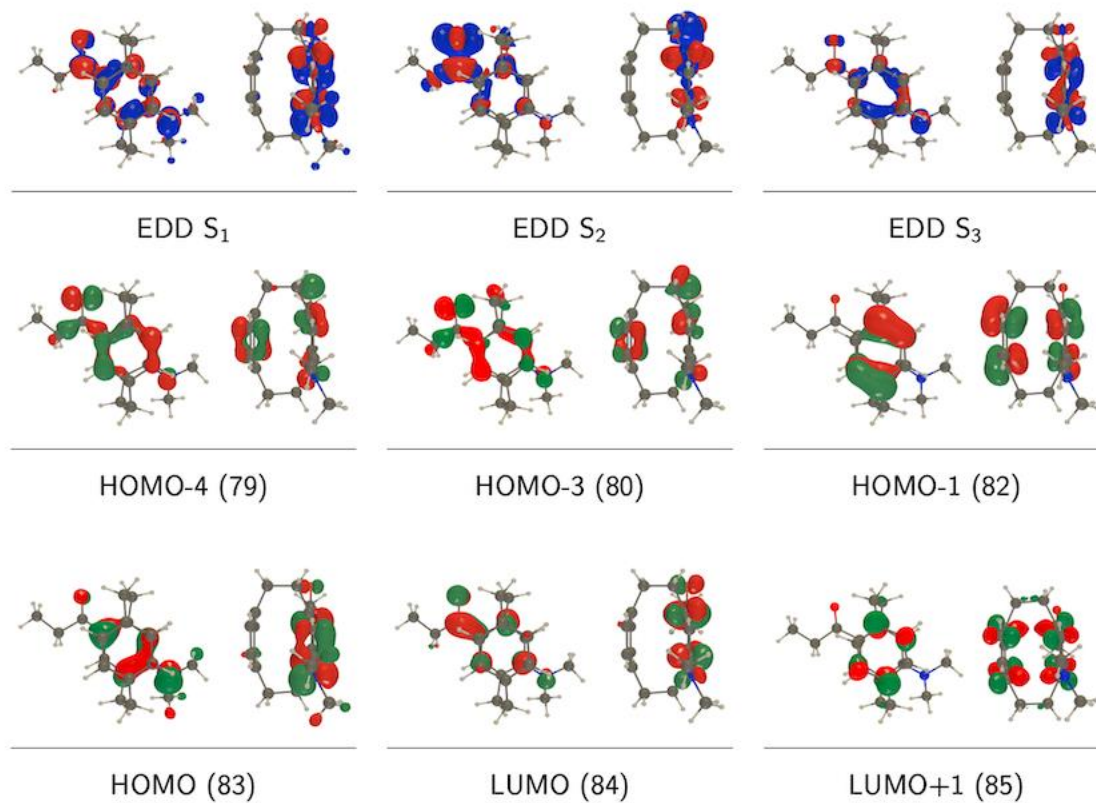 EDD S₁ EDD S₂ EDD S₃
HOMO-4 (79) HOMO-3 (80) HOMO-1 (82)
HOMO (83) LUMO (84) LUMO+1 (85)